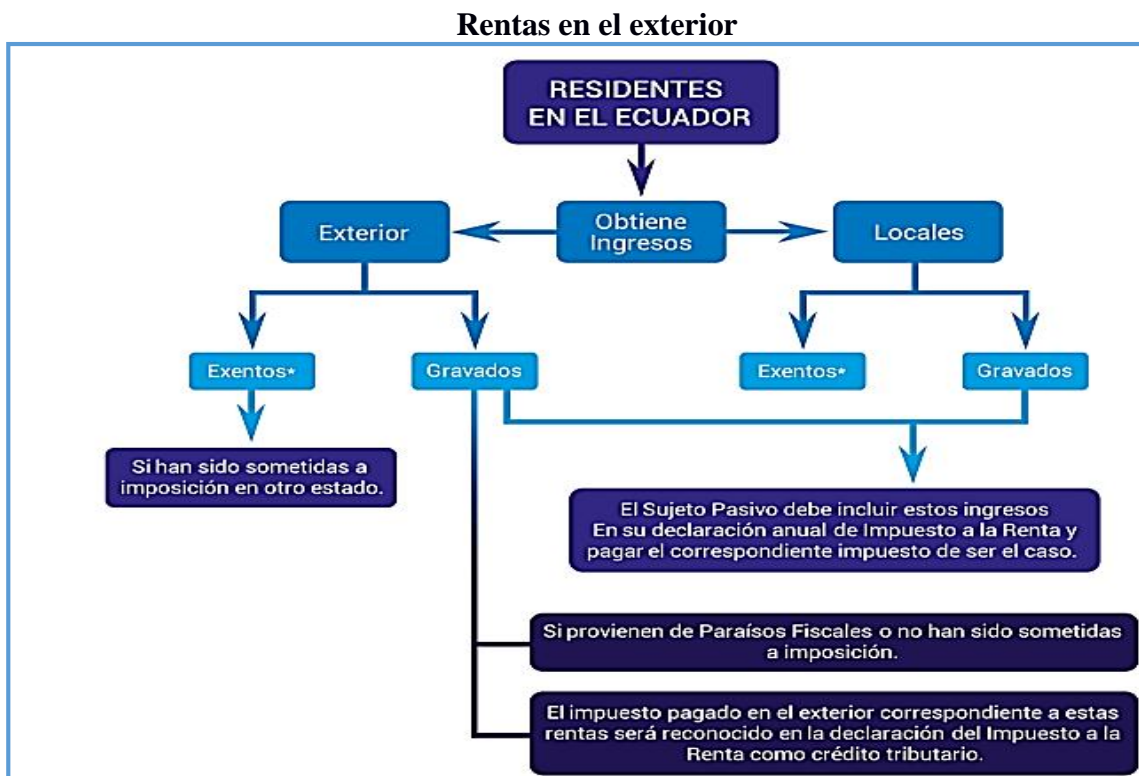 Rentas en el exterior
RESIDENTES
EN EL ECUADOR
Exterior
Obtiene
Ingresos
Locales
Exentos*
Gravados
Exentos*
Gravados
Si han sido sometidas a
imposición en otro estado.
El Sujeto Pasivo debe incluir estos ingresos
En su declaración anual de Impuesto a la Renta y
pagar el correspondiente impuesto de ser el caso.
Si provienen de Paraísos Fiscales o no han sido sometidas
a imposición.
El impuesto pagado en el exterior correspondiente a estas
rentas será reconocido en la declaración del Impuesto a la
Renta como crédito tributario.